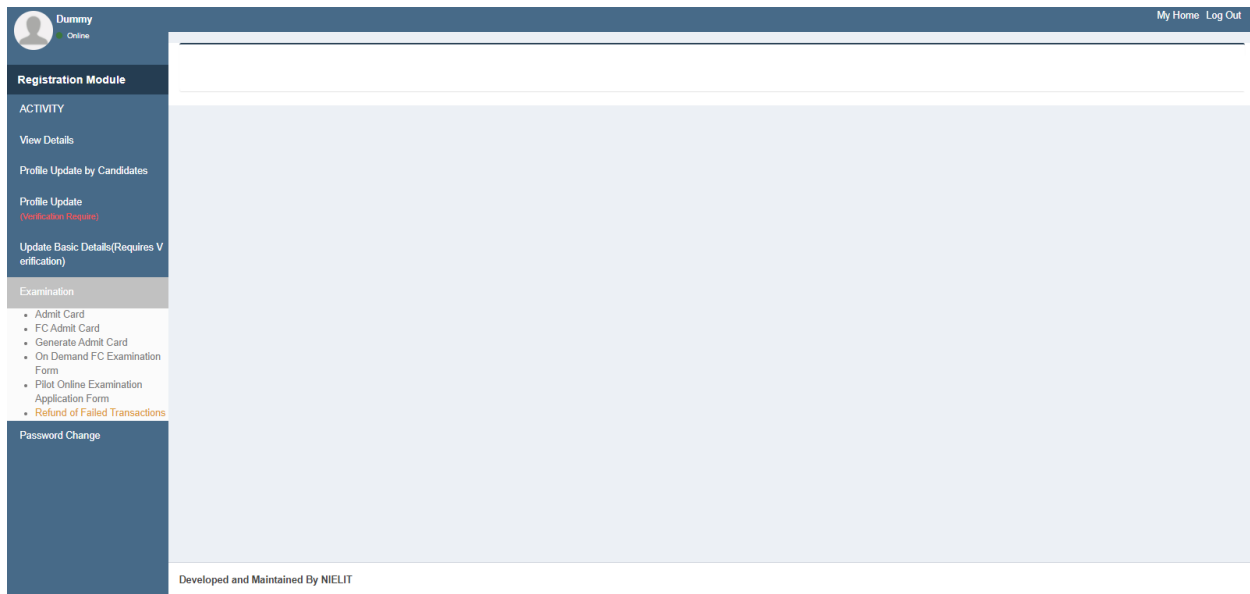 Dummy
Online
My Home Log Out
Registration Module
ACTIVITY
View Details
Profile Update by Candidates
Profile Update
(Verification Require)
Update Basic Details(Requires V
erification)
Examination
Admit Card
FC Admit Card
Generate Admit Card
On Demand FC Examination
Form
Pilot Online Examination
Application Form
Refund of Failed Transactions
Password Change
Developed and Maintained By NIELIT